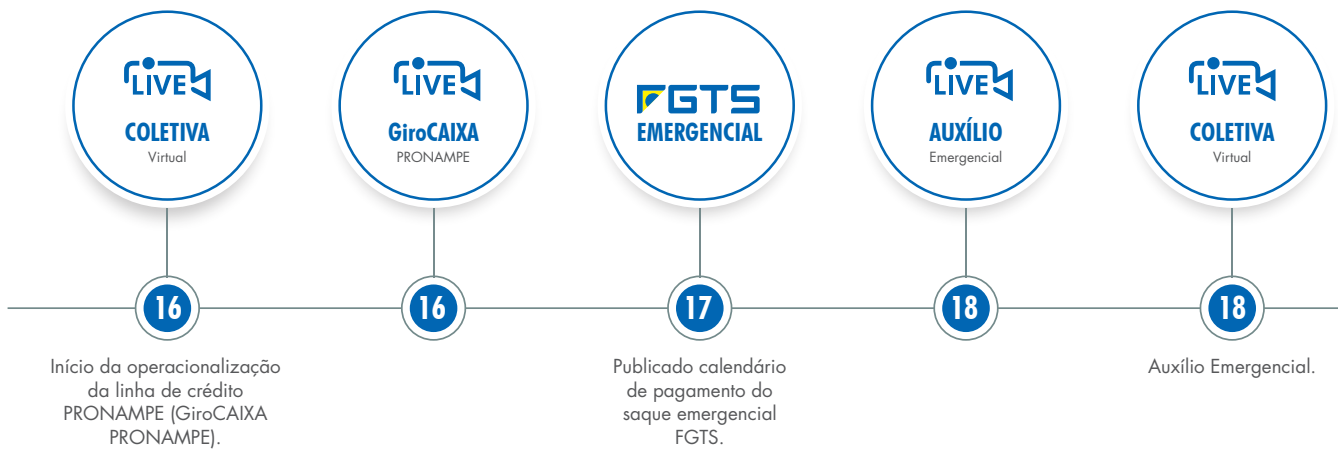 LIVE
COLETIVA
Virtual
LIVE
GiroCAIXA
PRONAMPE
FGTS
EMERGENCIAL
LIVE
AUXÍLIO
Emergencial
LIVE
COLETIVA
Virtual
16
16
17
18
18
Início da operacionalização
da linha de crédito
PRONAMPE (GiroCAIXA
PRONAMPE).
Publicado calendário
de pagamento do
saque emergencial
FGTS.
Auxílio Emergencial.